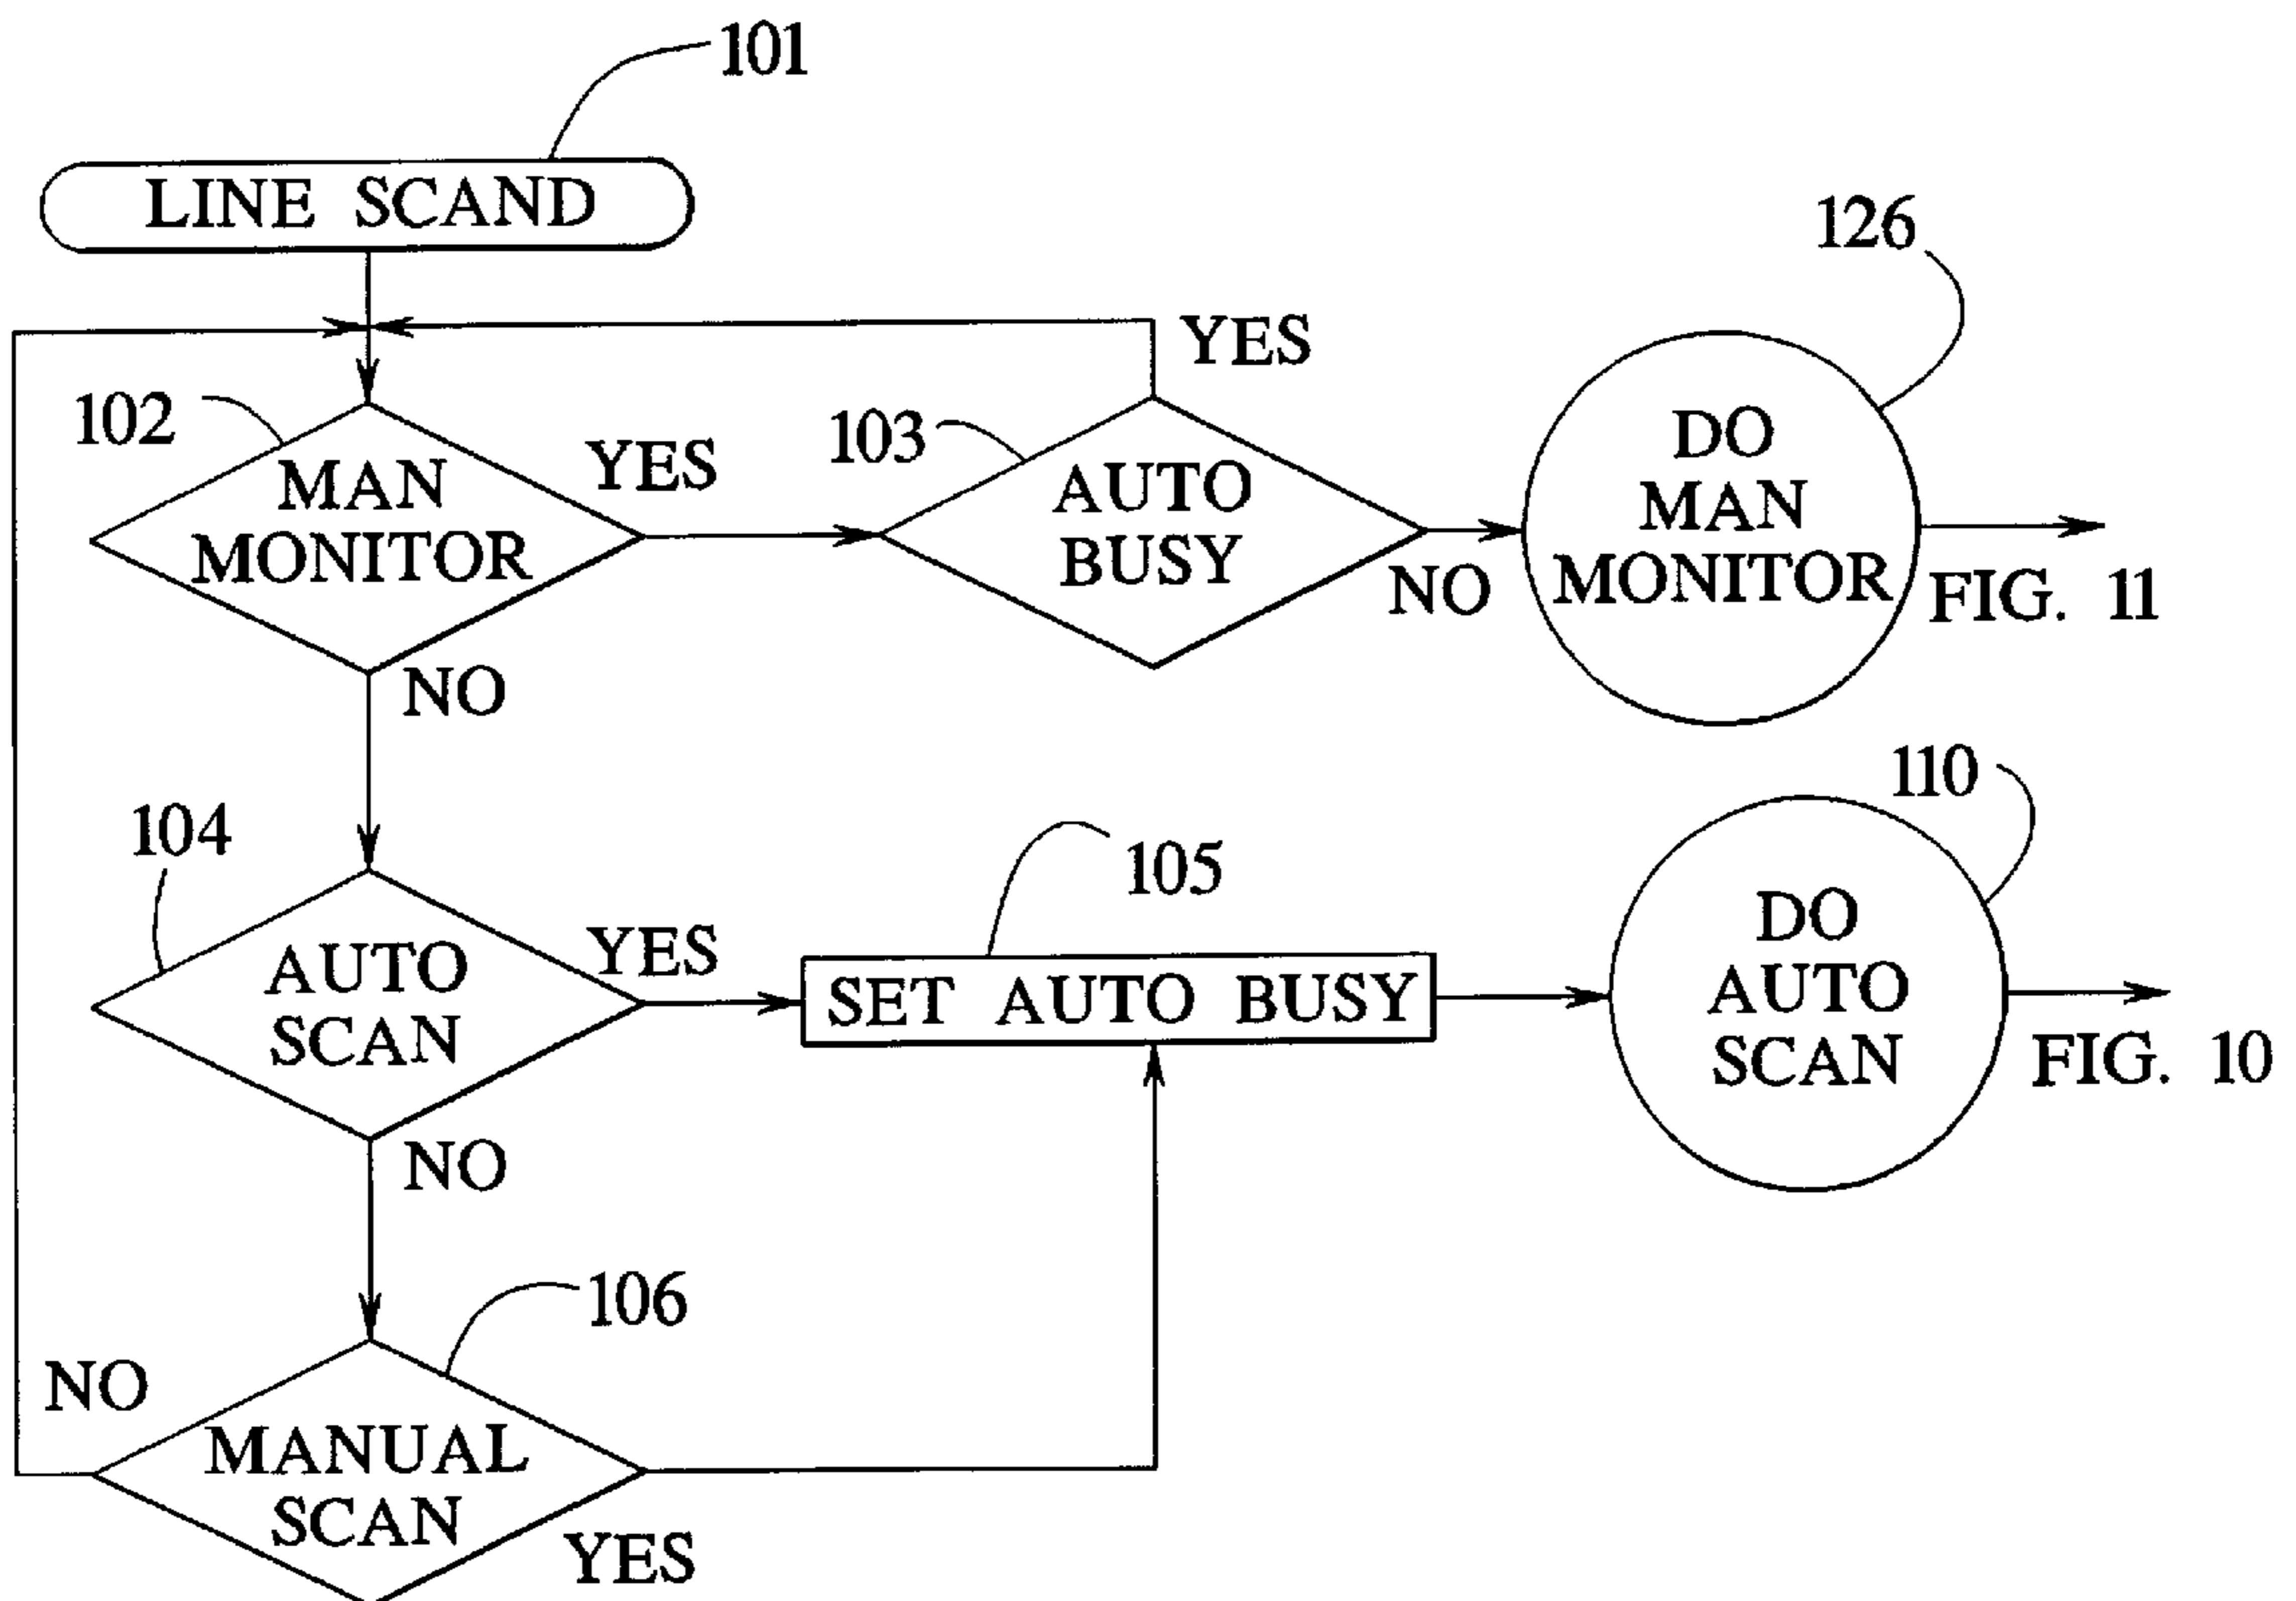 101
LINE SCAND
126
YES
102
MAN
MONITOR
YES
103
AUTO
BUSY
NO
DO
MAN
MONITOR
FIG. 11
NO
104
AUTO
SCAN
YES
105
SET AUTO BUSY
110
DO
AUTO
SCAN
FIG. 10
NO
106
NO
MANUAL
SCAN
YES